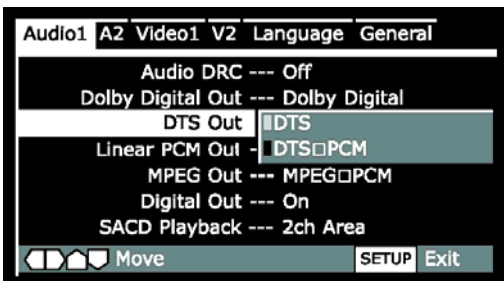 Audio1 A2 Video1 V2 Language General
Audio DRC --- Off
Dolby Digital Out --- Dolby Digital
DTS Out DTS
Linear PCM Out - DTS□PCM
MPEG Out --- MPEG□PCM
Digital Out --- On
SACD Playback --- 2ch Area
Move SETUP Exit